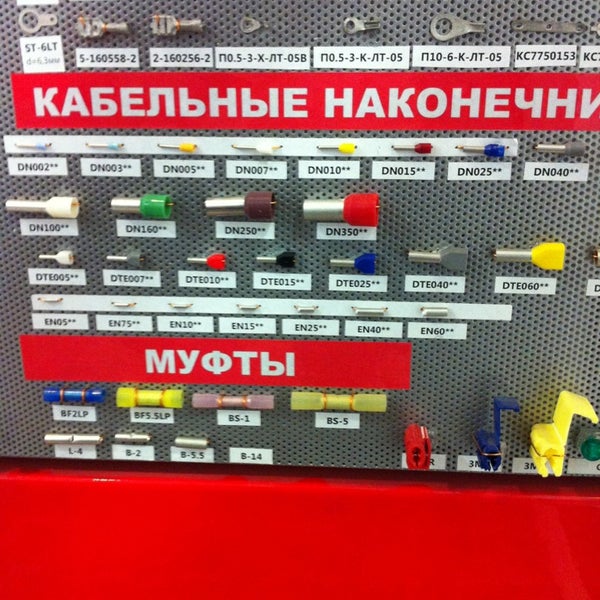 ST-6LT 5-160558-2 2-160256-2 П0.5-3-Х-ЛТ-05В П0.5-3-К-ЛТ-05 П10-6-К-ЛТ-05 КС7750153
d=6,3мм
КАБЕЛЬНЫЕ НАКОНЕЧНИ
DN002** DN003** DN005** DN007** DN010** DN015** DN025** DN040**
DN100** DN160** DN250** DN350**
DTE005** DTE007** DTE010** DTE015** DTE025** DTE040** DTE060**
EN05** EN75** EN10** EN15** EN25** EN40** EN60**
МУФТЫ
BF2LP BF5.5LP BS-1 BS-5
L-4 B-2 B-5.5 B-14